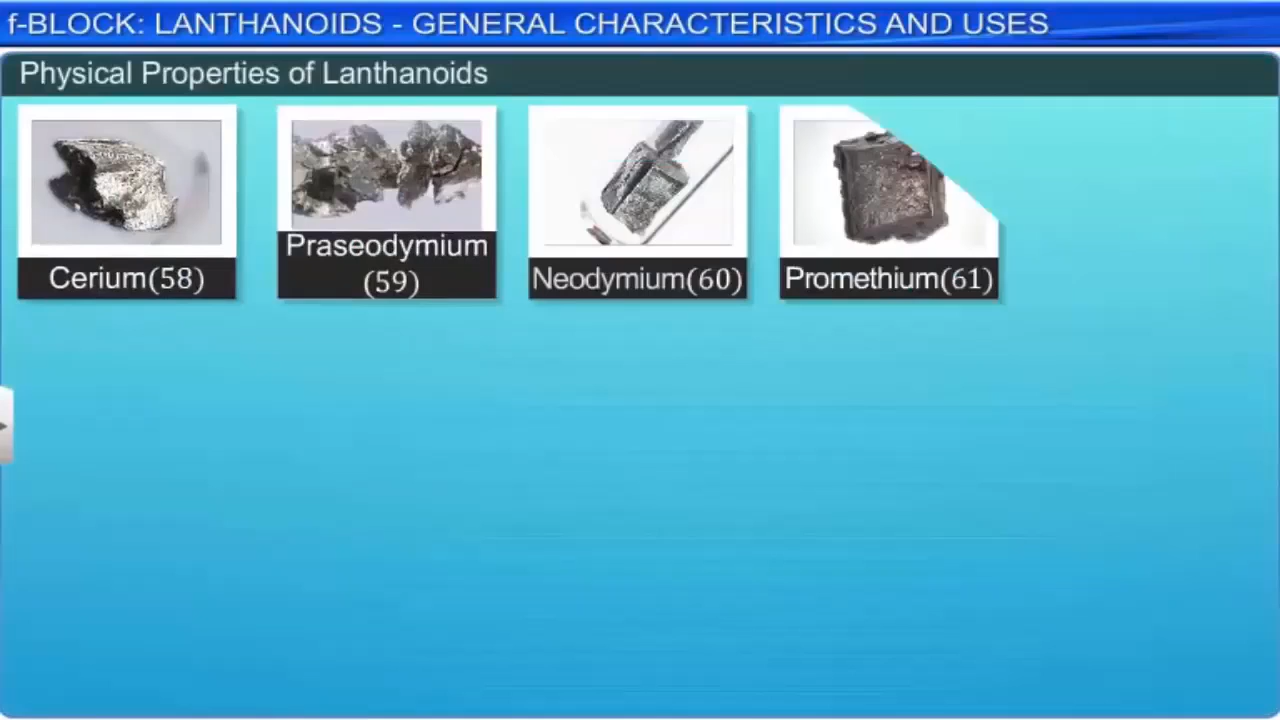 f-BLOCK: LANTHANOIDS - GENERAL CHARACTERISTICS AND USES
Physical Properties of Lanthanoids
Cerium(58)
Praseodymium
(59)
Neodymium(60)
Promethium(61)